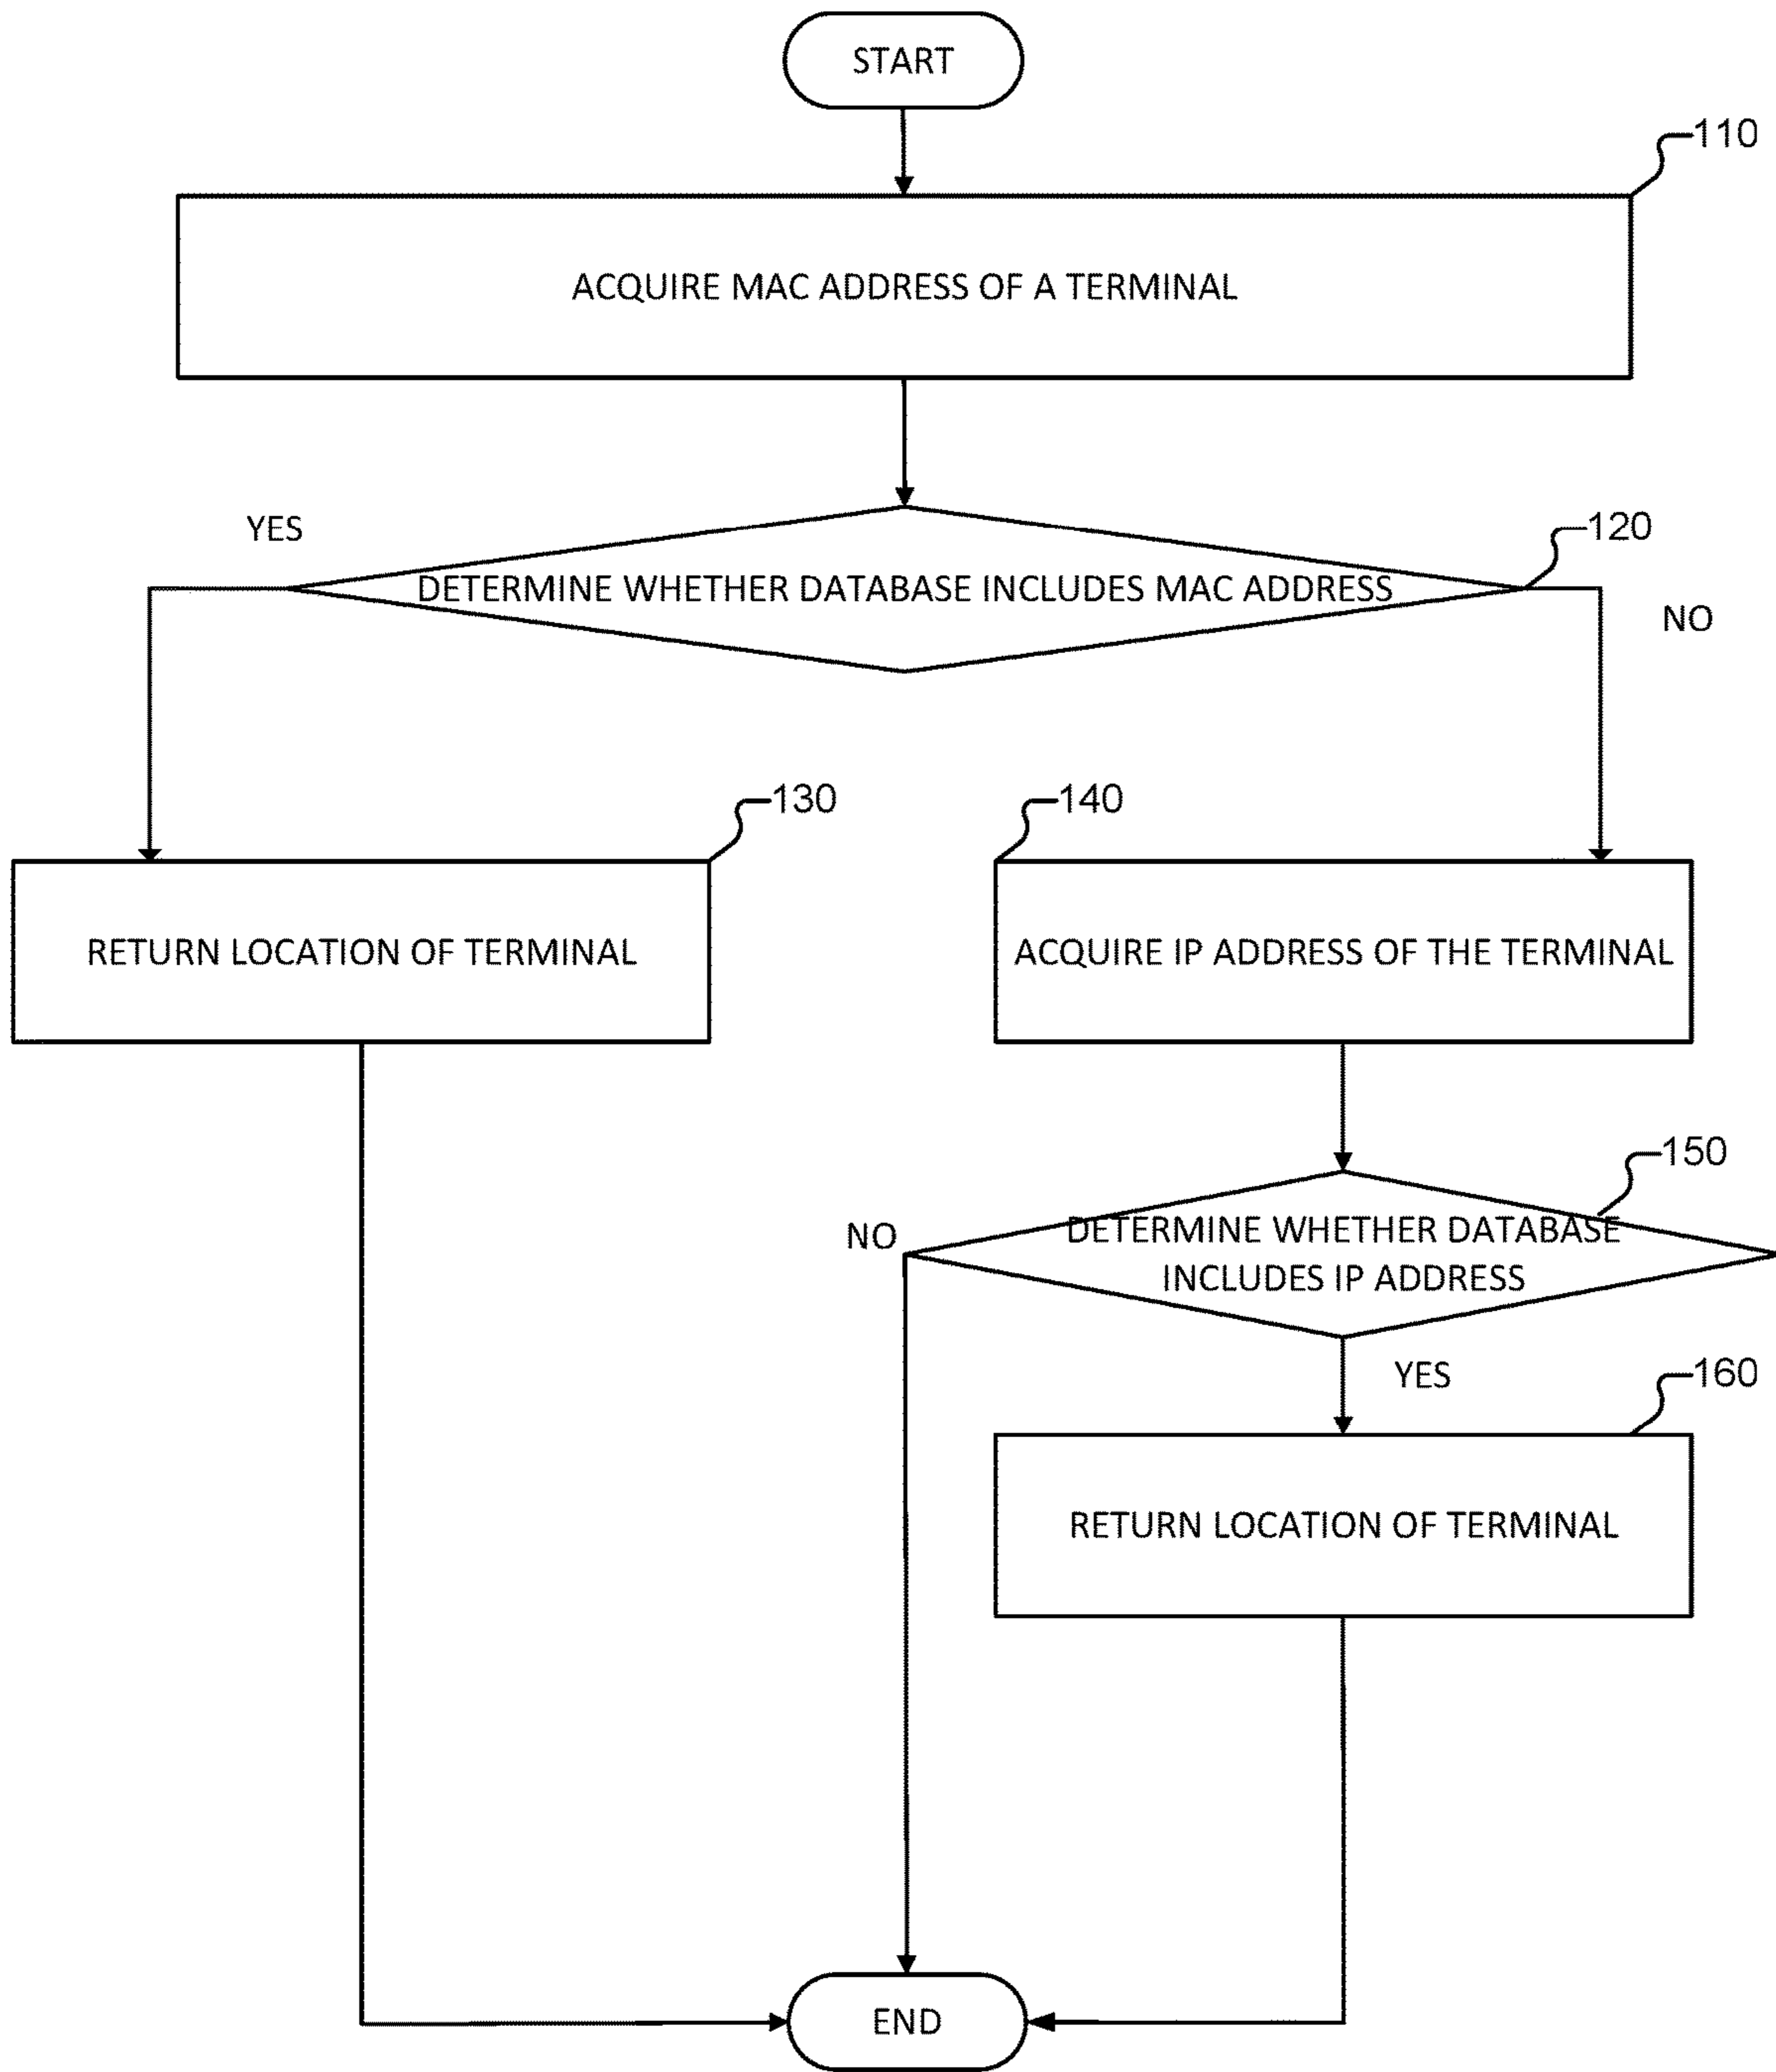 START
110
ACQUIRE MAC ADDRESS OF A TERMINAL
YES
120
DETERMINE WHETHER DATABASE INCLUDES MAC ADDRESS
NO
130
140
RETURN LOCATION OF TERMINAL
ACQUIRE IP ADDRESS OF THE TERMINAL
150
NO
DETERMINE WHETHER DATABASE
INCLUDES IP ADDRESS
YES
160
RETURN LOCATION OF TERMINAL
END